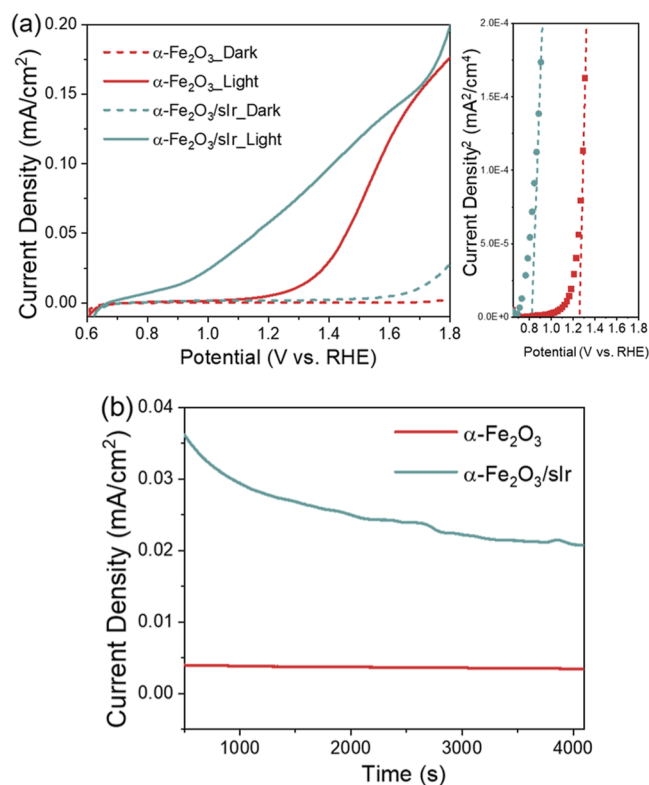 (a)
0.20
0.15
0.10
0.05
0.00
Current Density (mA/cm²)
α-Fe₂O₃_Dark
α-Fe₂O₃_Light
α-Fe₂O₃/sIr_Dark
α-Fe₂O₃/sIr_Light
0.6 0.8 1.0 1.2 1.4 1.6 1.8
Potential (V vs. RHE)
2.0E-4
1.5E-4
1.0E-4
5.0E-5
0.0E+0
Current Density² (mA²/cm⁴)
0.8 1.0 1.2 1.4 1.6 1.8
Potential (V vs. RHE)
(b)
0.04
0.03
0.02
0.01
0.00
Current Density (mA/cm²)
α-Fe₂O₃
α-Fe₂O₃/sIr
1000 2000 3000 4000
Time (s)